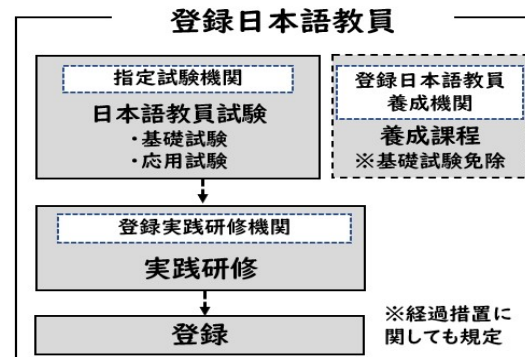 登録日本語教員
指定試験機関
日本語教員試験
・基礎試験
・応用試験
登録日本語教員
養成機関
養成課程
※基礎試験免除
登録実践研修機関
実践研修
登録
※経過措置に
関しても規定